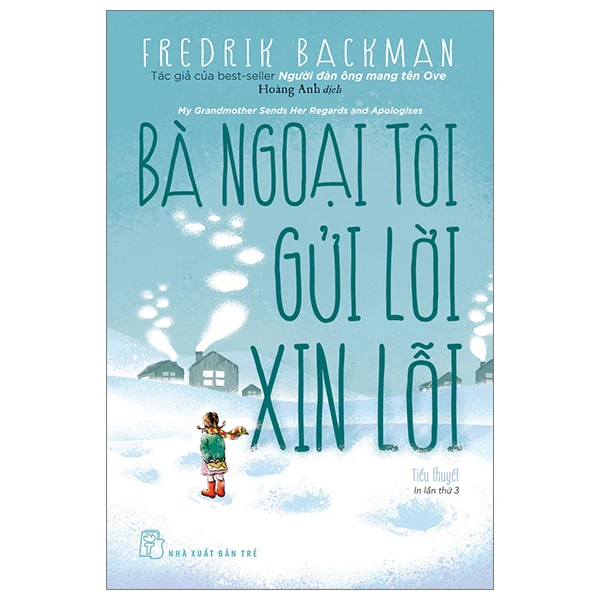 FREDRIK BACKMAN
Tác giả của best-seller Người đàn ông mang tên Ove
Hoàng Anh dịch
My Grandmother Sends Her Regards and Apologises
BÀ NGOẠI TÔI
GỬI LỜI
XIN LỖI
Tiểu thuyết
In lần thứ 3
NHÀ XUẤT BẢN TRẺ